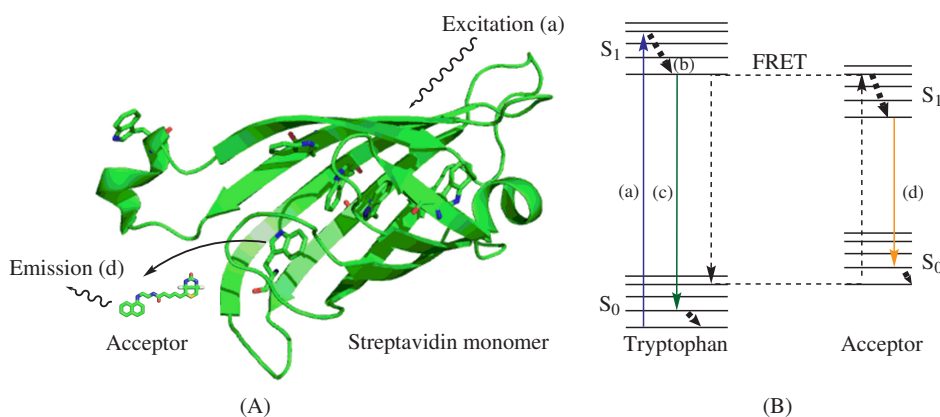 Excitation (a)
Emission (d)
Acceptor
Streptavidin monomer
(A)
S1
(b)
FRET
S1
(a)
(c)
(d)
S0
S0
Tryptophan
Acceptor
(B)